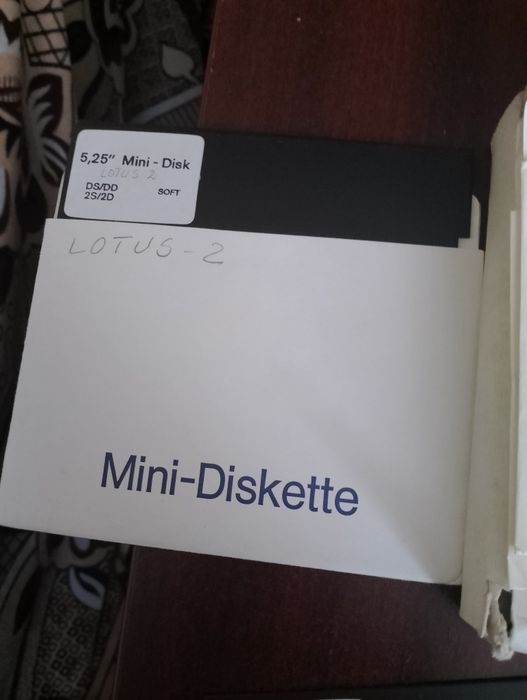 5,25" Mini - Disk
LOTUS 2
DS/DD SOFT
2S/2D
LOTUS - 2
Mini-Diskette